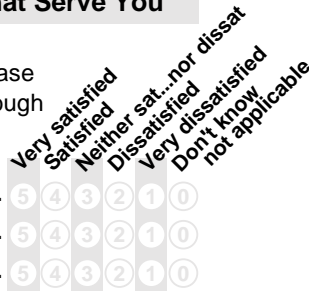 hat Serve You
ase
ough
Very satisfied
Satisfied
Neither sat...nor dissat
Dissatisfied
Very dissatisfied
Don't know
not applicable
. 5 4 3 2 1 0
. 5 4 3 2 1 0
. 5 4 3 2 1 0